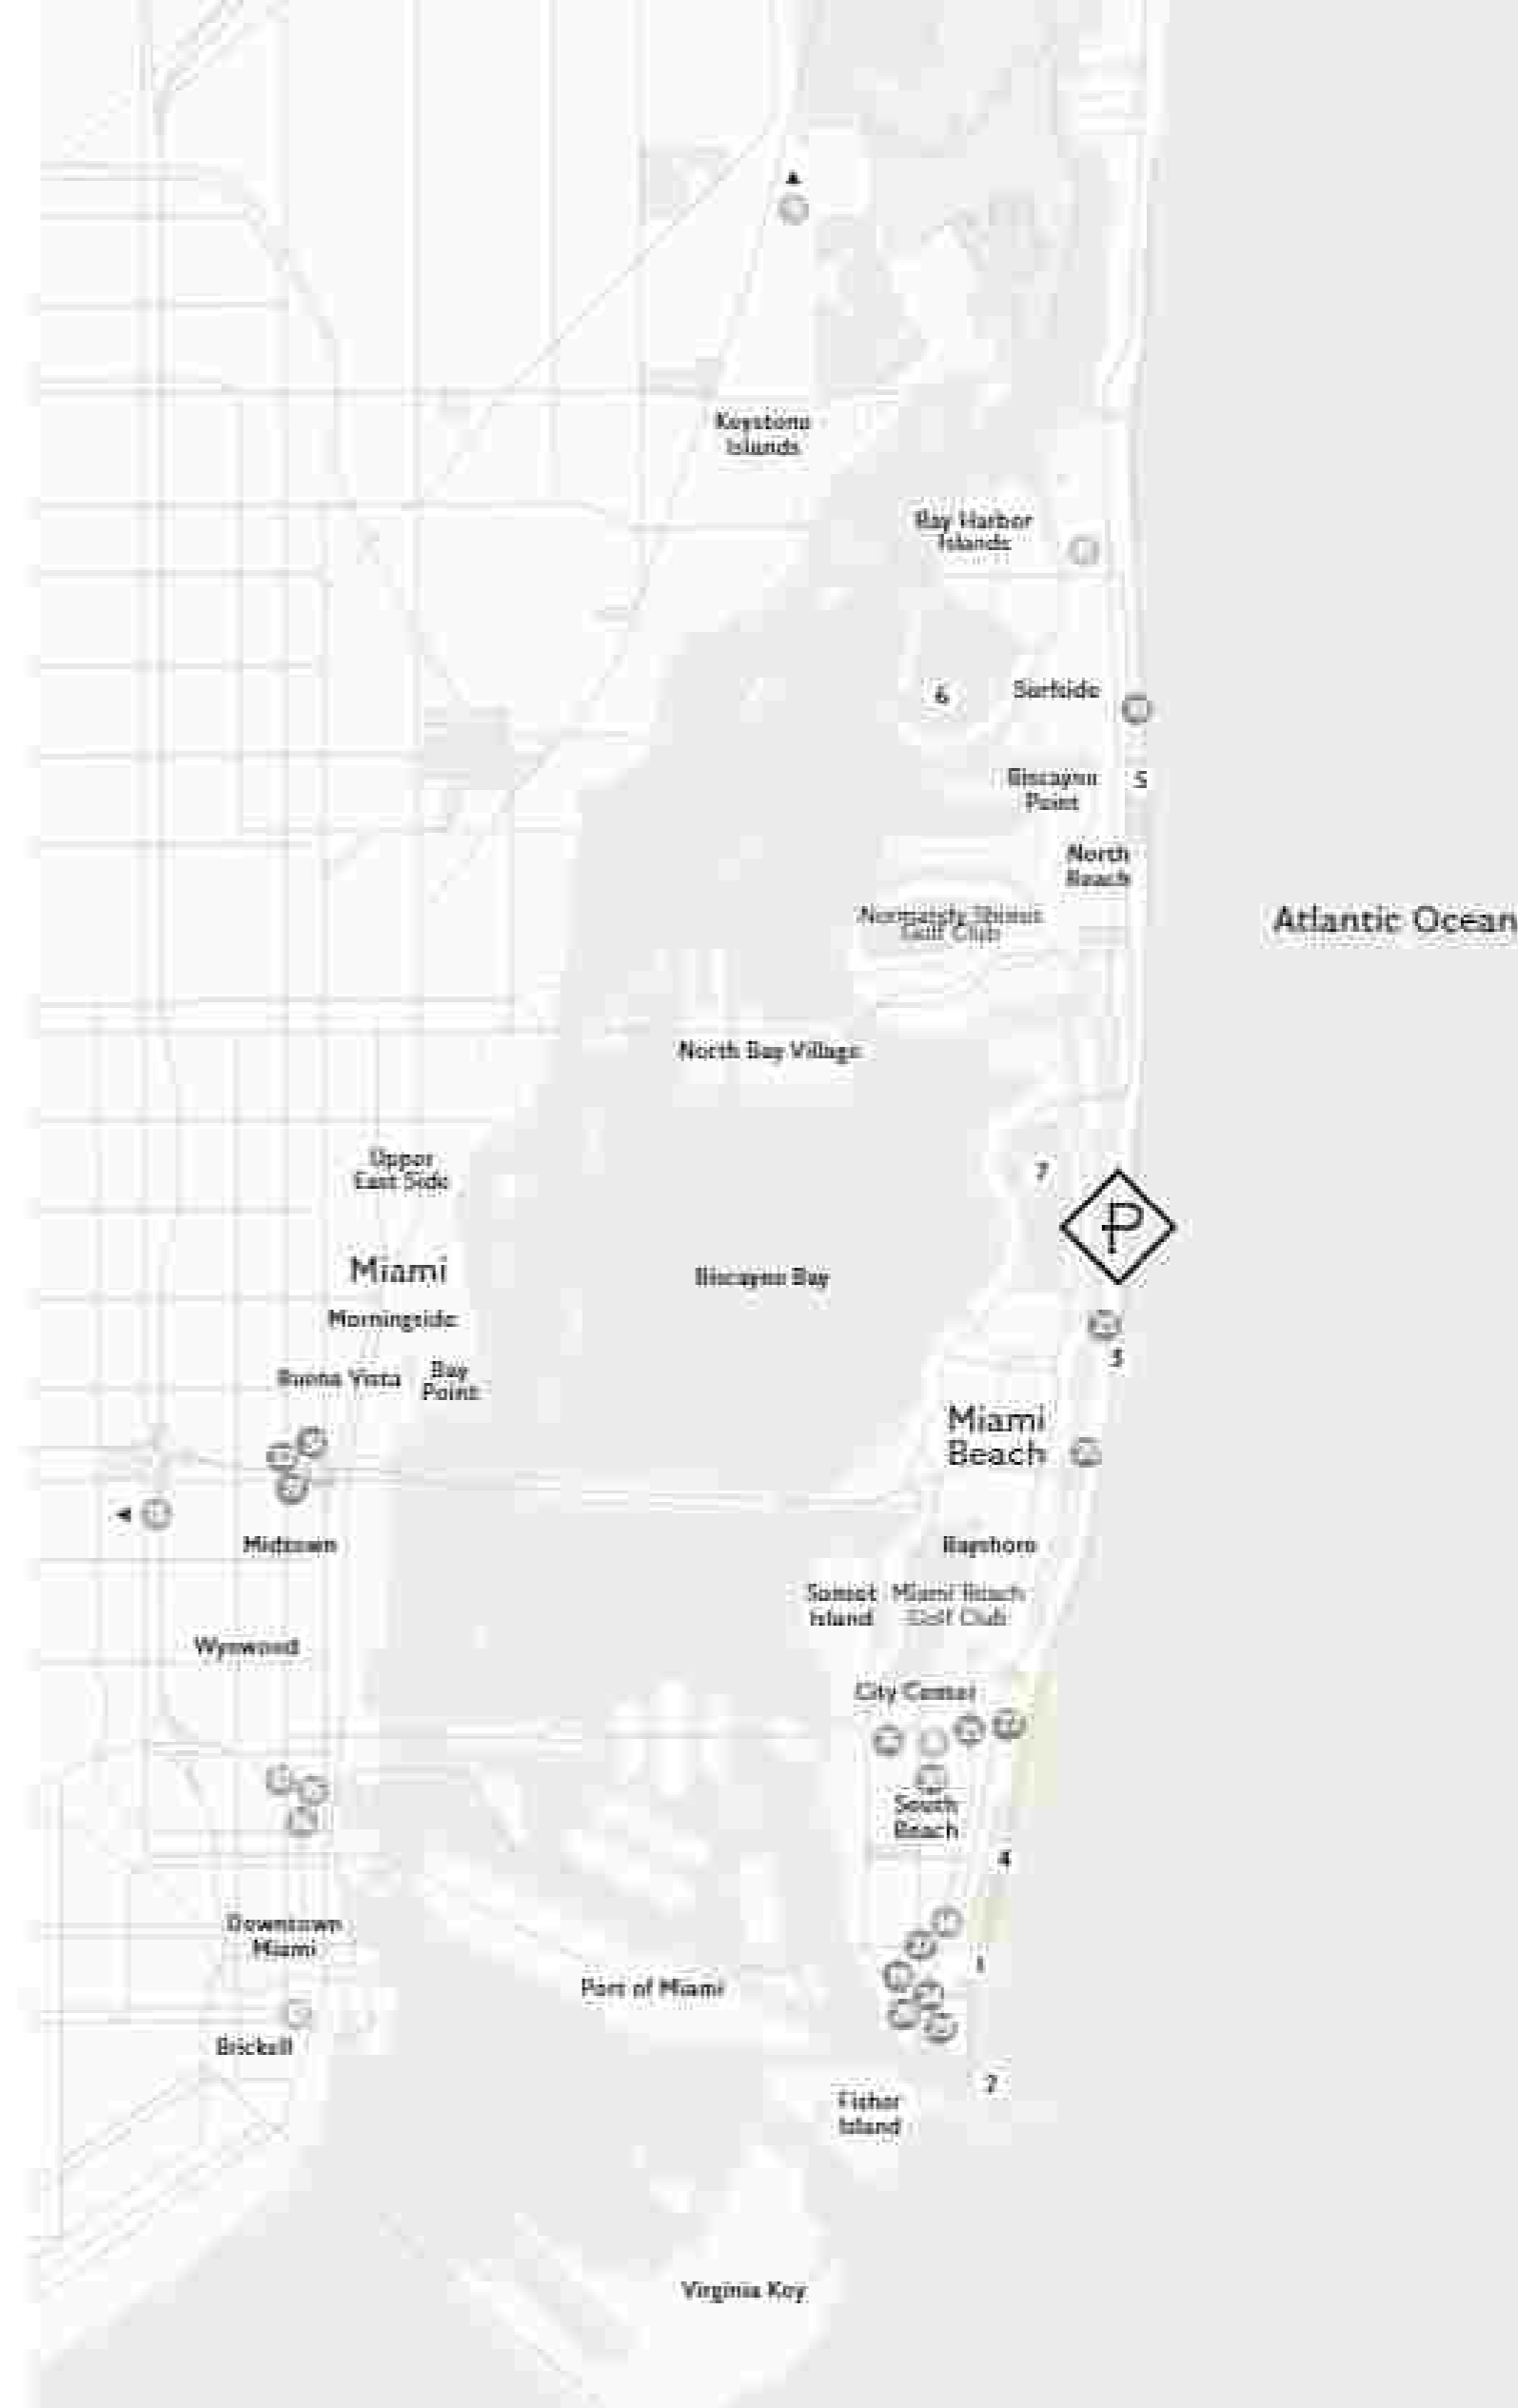 Keystone
Islands
Bay Harbor
Islands
6
Surfside
Biscayne
Point
5
North
Beach
Normandy Shores
Golf Club
Atlantic Ocean
North Bay Village
Upper
East Side
7
P
Miami
Biscayne Bay
Morningside
3
Buena Vista
Bay
Point
Miami
Beach
Midtown
Bayshore
Sunset
Island
Miami Beach
Golf Club
Wynwood
City Center
South
Beach
4
Downtown
Miami
1
Port of Miami
Brickell
2
Fisher
Island
Virginia Key